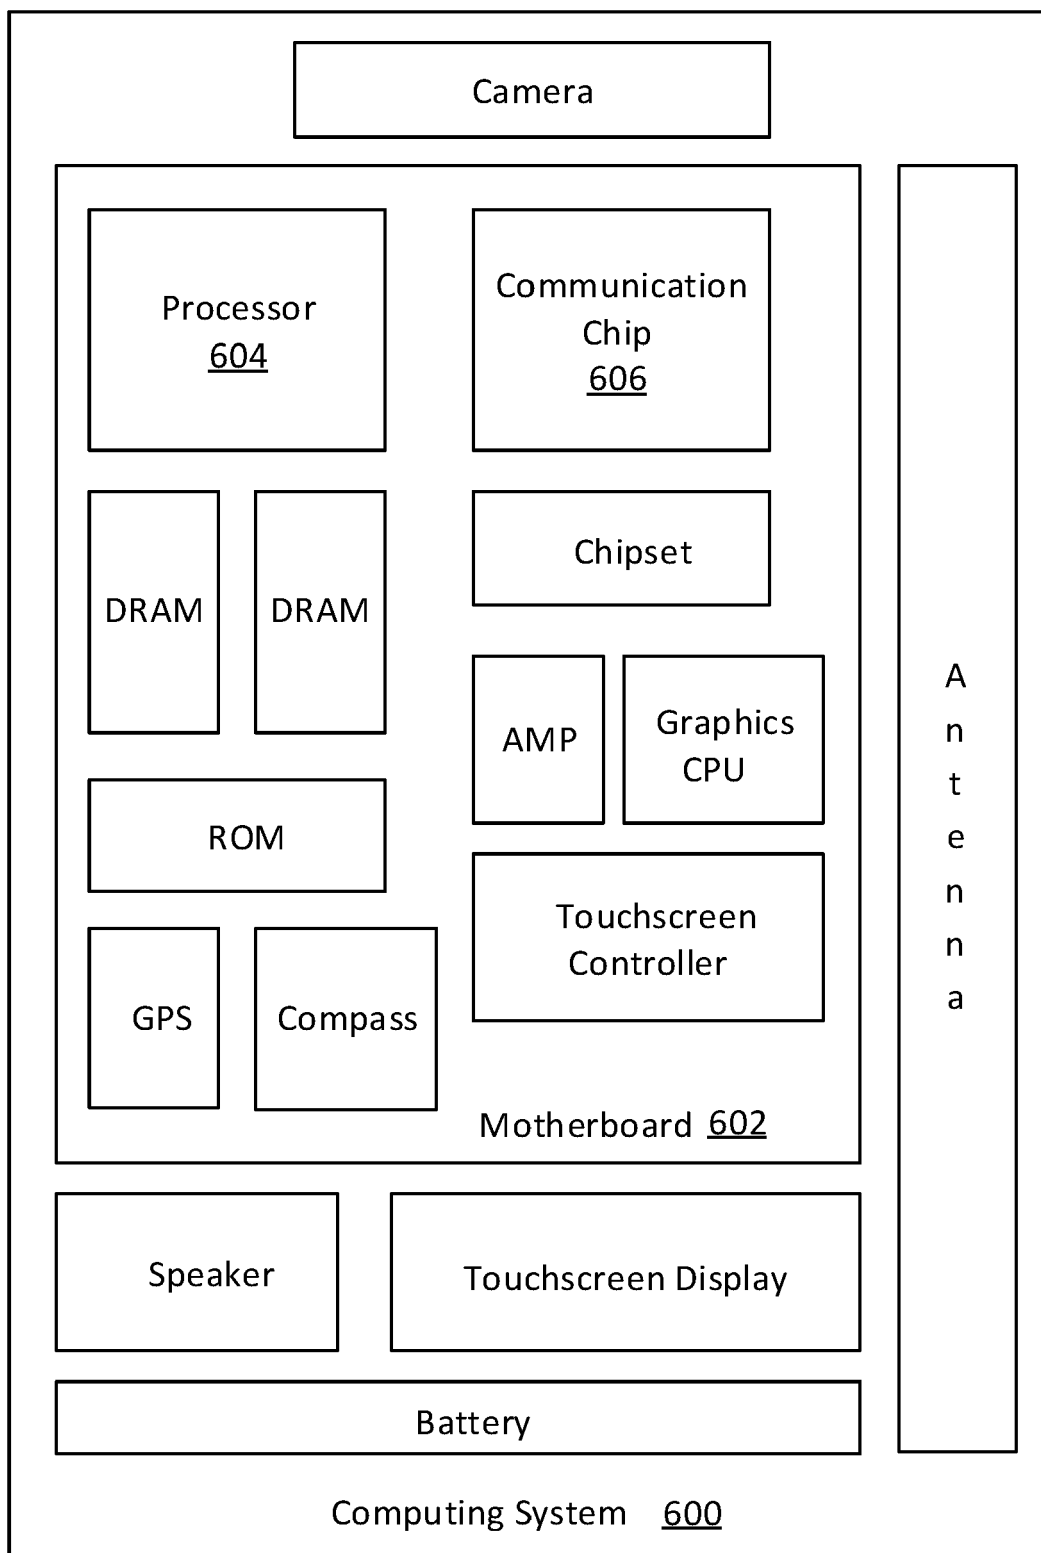 Camera
Processor
604
Communication
Chip
606
DRAM
DRAM
Chipset
AMP
Graphics
CPU
ROM
Touchscreen
Controller
GPS
Compass
Motherboard 602
Antenna
Speaker
Touchscreen Display
Battery
Computing System 600